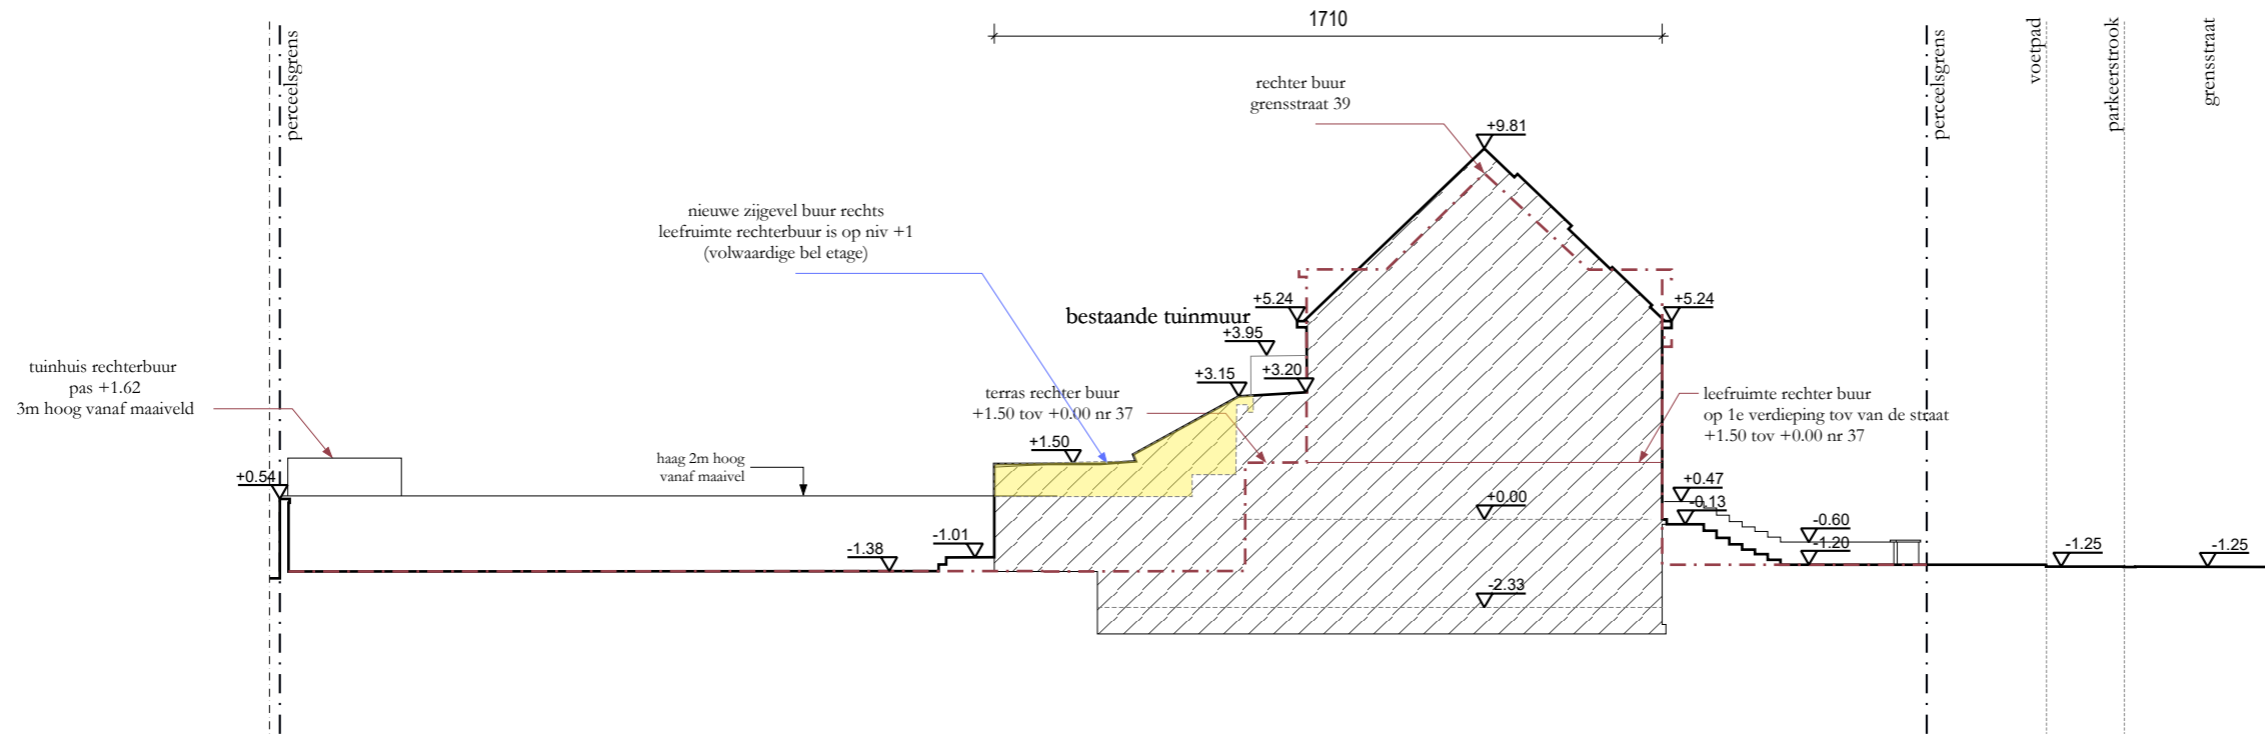 1710
perceelsgrens
perceelsgrens
voetpad
parkeerstrook
grensstraat
rechter buur
grensstraat 39
+9.81
nieuwe zijgevel buur rechts
leefruimte rechterbuur is op niv +1
(volwaardige bel etage)
bestaande tuinmuur
+5.24
+5.24
+3.95
+3.15
+3.20
tuinhuis rechterbuur
pas +1.62
3m hoog vanaf maaiveld
terras rechter buur
+1.50 tov +0.00 nr 37
leefruimte rechter buur
op 1e verdieping tov van de straat
+1.50 tov +0.00 nr 37
+1.50
haag 2m hoog
vanaf maaivel
+0.54
+0.47
+0.00
-0.13
-0.60
-1.01
-1.38
-1.20
-1.25
-1.25
-2.33